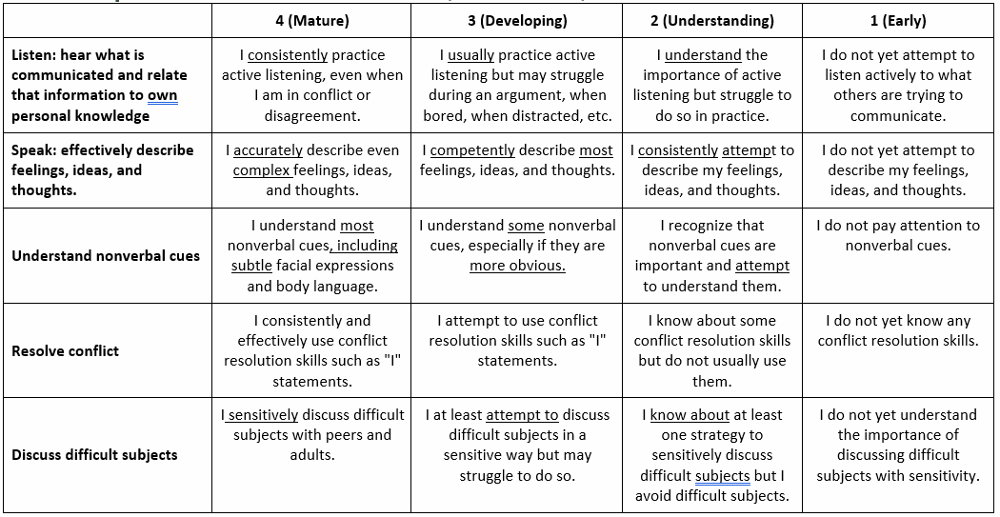 4 (Mature)
3 (Developing)
2 (Understanding)
1 (Early)
Listen: hear what is
communicated and relate
that information to own
personal knowledge
I consistently practice
active listening, even when
I am in conflict or
disagreement.
I usually practice active
listening but may struggle
during an argument, when
bored, when distracted, etc.
I understand the
importance of active
listening but struggle to
do so in practice.
I do not yet attempt to
listen actively to what
others are trying to
communicate.
Speak: effectively describe
feelings, ideas, and
thoughts.
I accurately describe even
complex feelings, ideas,
and thoughts.
I competently describe most
feelings, ideas, and thoughts.
I consistently attempt to
describe my feelings,
ideas, and thoughts.
I do not yet attempt to
describe my feelings,
ideas, and thoughts.
Understand nonverbal cues
I understand most
nonverbal cues, including
subtle facial expressions
and body language.
I understand some nonverbal
cues, especially if they are
more obvious.
I recognize that
nonverbal cues are
important and attempt
to understand them.
I do not pay attention to
nonverbal cues.
Resolve conflict
I consistently and
effectively use conflict
resolution skills such as "I"
statements.
I attempt to use conflict
resolution skills such as "I"
statements.
I know about some
conflict resolution skills
but do not usually use
them.
I do not yet know any
conflict resolution skills.
Discuss difficult subjects
I sensitively discuss difficult
subjects with peers and
adults.
I at least attempt to discuss
difficult subjects in a
sensitive way but may
struggle to do so.
I know about at least
one strategy to
sensitively discuss
difficult subjects but I
avoid difficult subjects.
I do not yet understand
the importance of
discussing difficult
subjects with sensitivity.